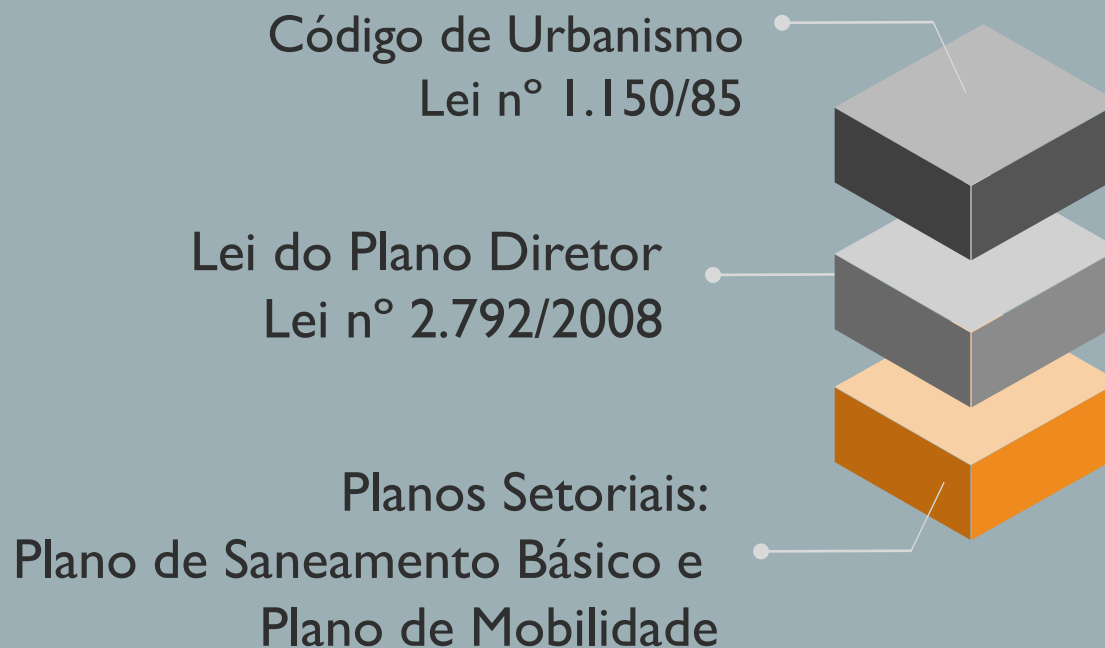 Código de Urbanismo
Lei nº 1.150/85
Lei do Plano Diretor
Lei nº 2.792/2008
Planos Setoriais:
Plano de Saneamento Básico e
Plano de Mobilidade